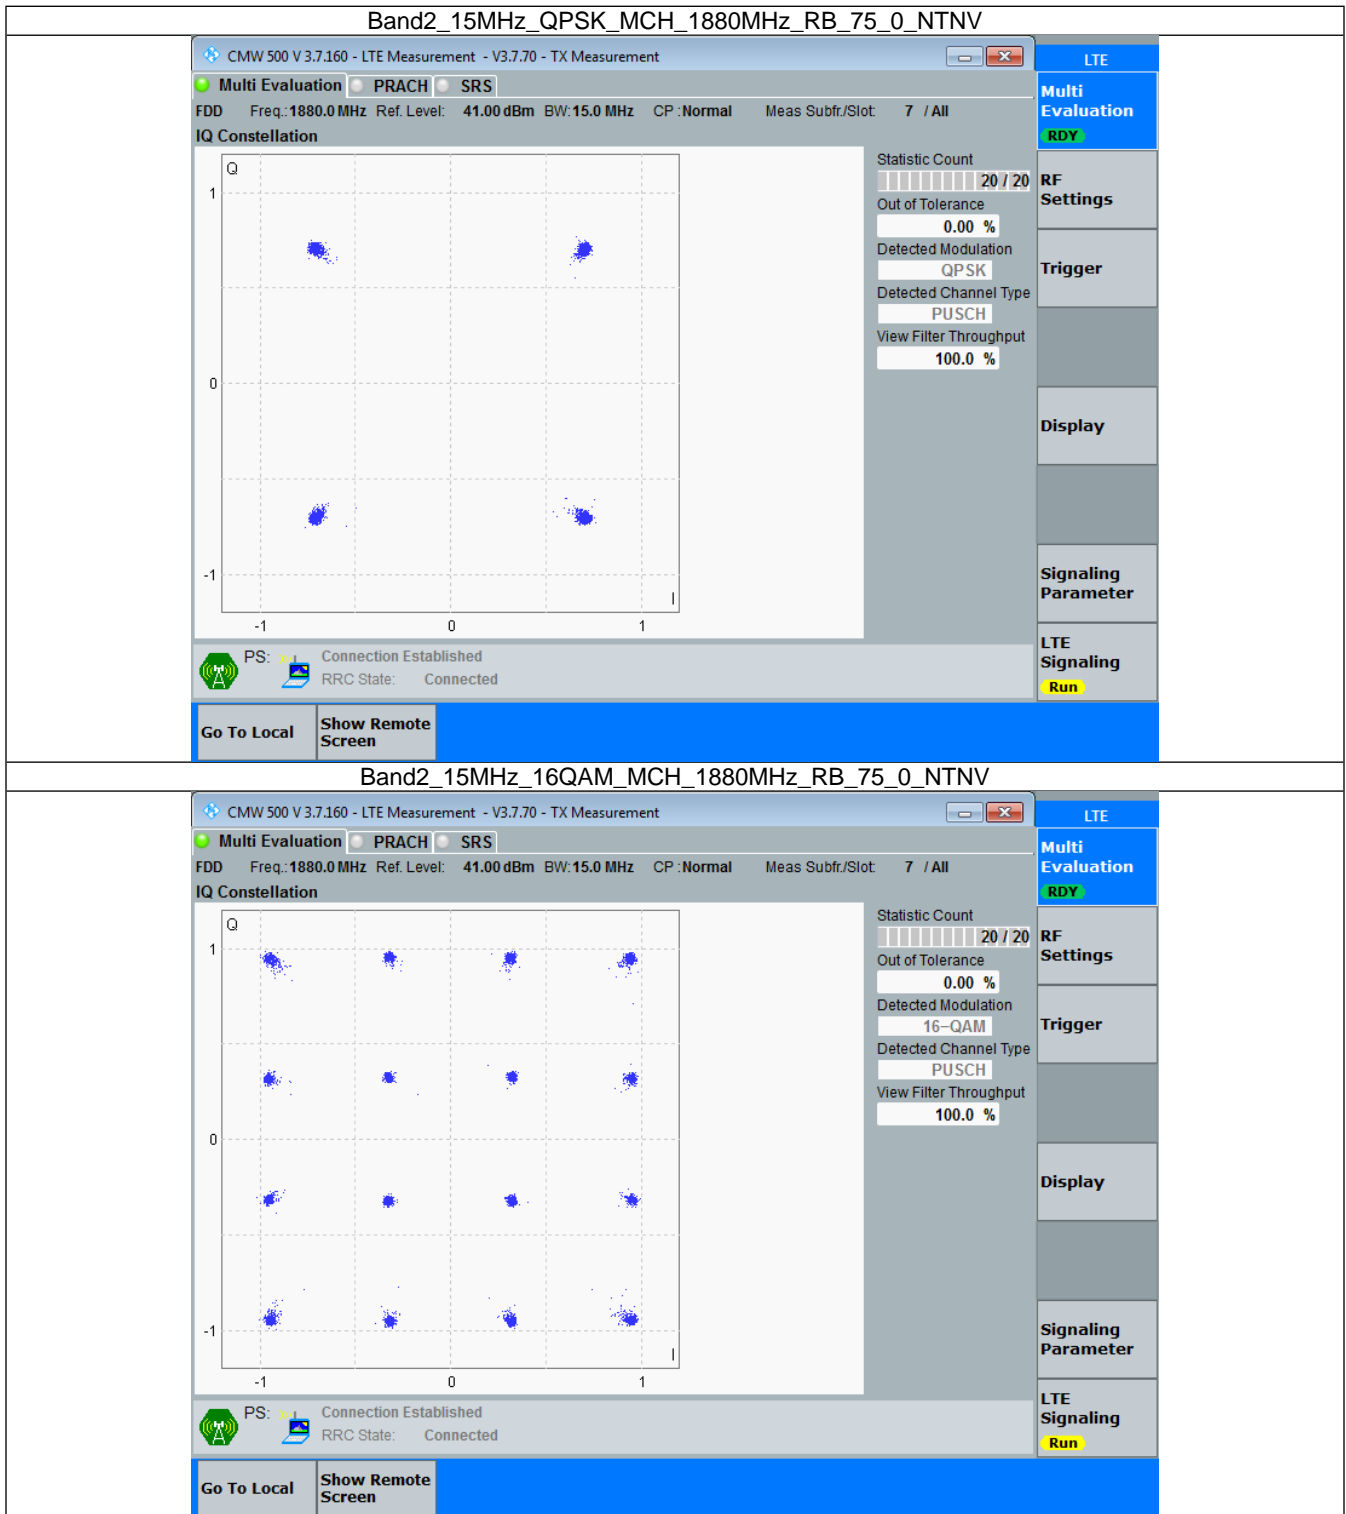 Band2_15MHz_QPSK_MCH_1880MHz_RB_75_0_NTNV
CMW 500 V 3.7.160 - LTE Measurement - V3.7.70 - TX Measurement
LTE
Multi Evaluation PRACH SRS
Multi
Evaluation
RDY
FDD Freq.: 1880.0 MHz Ref. Level: 41.00 dBm BW: 15.0 MHz CP : Normal Meas Subfr./Slot: 7 / All
IQ Constellation
Q
1
0
-1
I
-1 0 1
Statistic Count
20 / 20
Out of Tolerance
0.00 %
Detected Modulation
QPSK
Detected Channel Type
PUSCH
View Filter Throughput
100.0 %
RF
Settings
Trigger
Display
Signaling
Parameter
LTE
Signaling
Run
PS: Connection Established
RRC State: Connected
Go To Local
Show Remote
Screen
Band2_15MHz_16QAM_MCH_1880MHz_RB_75_0_NTNV
CMW 500 V 3.7.160 - LTE Measurement - V3.7.70 - TX Measurement
LTE
Multi Evaluation PRACH SRS
Multi
Evaluation
RDY
FDD Freq.: 1880.0 MHz Ref. Level: 41.00 dBm BW: 15.0 MHz CP : Normal Meas Subfr./Slot: 7 / All
IQ Constellation
Q
1
0
-1
I
-1 0 1
Statistic Count
20 / 20
Out of Tolerance
0.00 %
Detected Modulation
16-QAM
Detected Channel Type
PUSCH
View Filter Throughput
100.0 %
RF
Settings
Trigger
Display
Signaling
Parameter
LTE
Signaling
Run
PS: Connection Established
RRC State: Connected
Go To Local
Show Remote
Screen